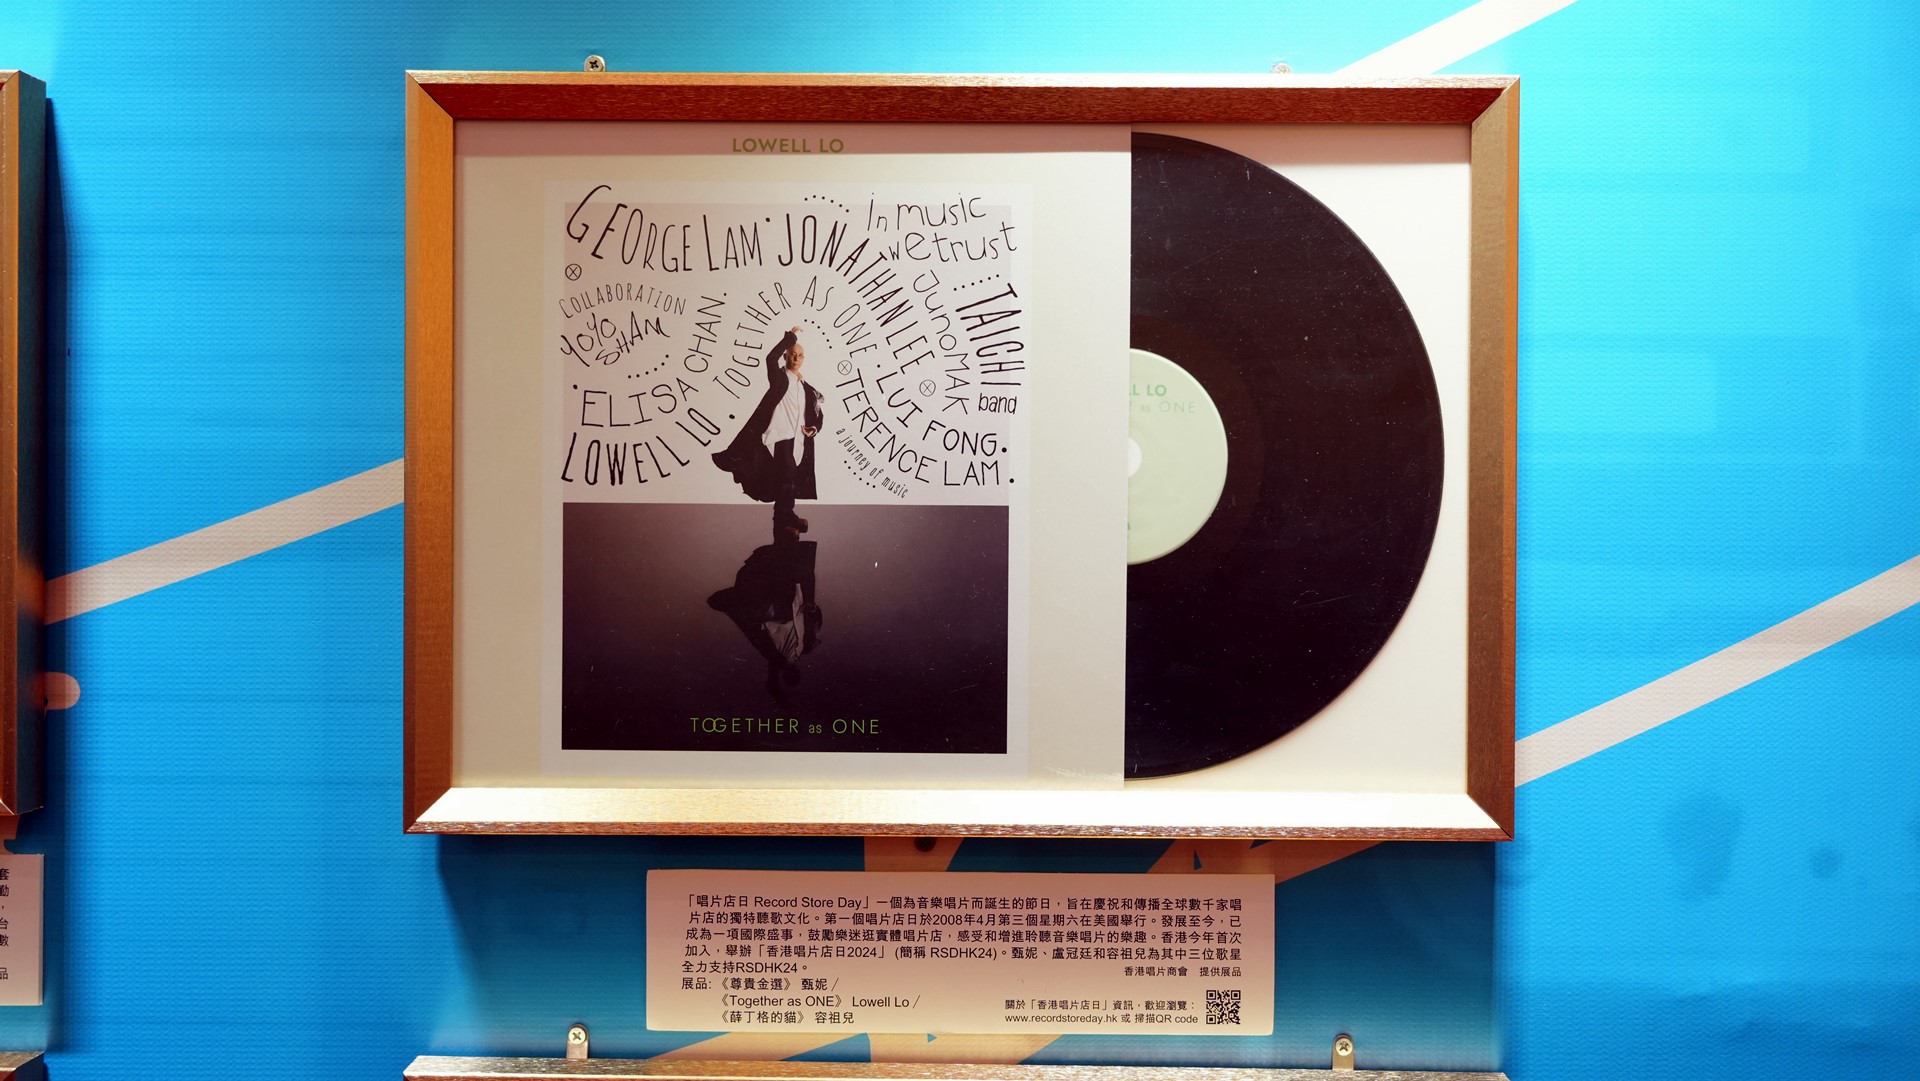 LOWELL LO
GEORGE LAM · JONATHAN LEE
In music
we trust
COLLABORATION
YOYO
SHAM
ELISA CHAN.
LOWELL LO · TOGETHER AS ONE ·
LUI FONG.
JUNO MAK
TAICHI
band
TERENCE LAM.
a journey of music
TOGETHER as ONE
LL LO
as ONE
「唱片店日 Record Store Day」一個為音樂唱片而誕生的節日，旨在慶祝和傳播全球數千家唱
片店的獨特聽歌文化。第一個唱片店日於2008年4月第三個星期六在美國舉行。發展至今，已
成為一項國際盛事，鼓勵樂迷逛實體唱片店，感受和增進聆聽音樂唱片的樂趣。香港今年首次
加入，舉辦「香港唱片店日2024」 (簡稱 RSDHK24)。甄妮、盧冠廷和容祖兒為其中三位歌星
全力支持RSDHK24。
香港唱片商會 提供展品
展品: 《尊貴金選》 甄妮 /
《Together as ONE》 Lowell Lo /
《薛丁格的貓》 容祖兒
關於「香港唱片店日」資訊，歡迎瀏覽：
www.recordstoreday.hk 或 掃描QR code
套
動
，
台
數
品